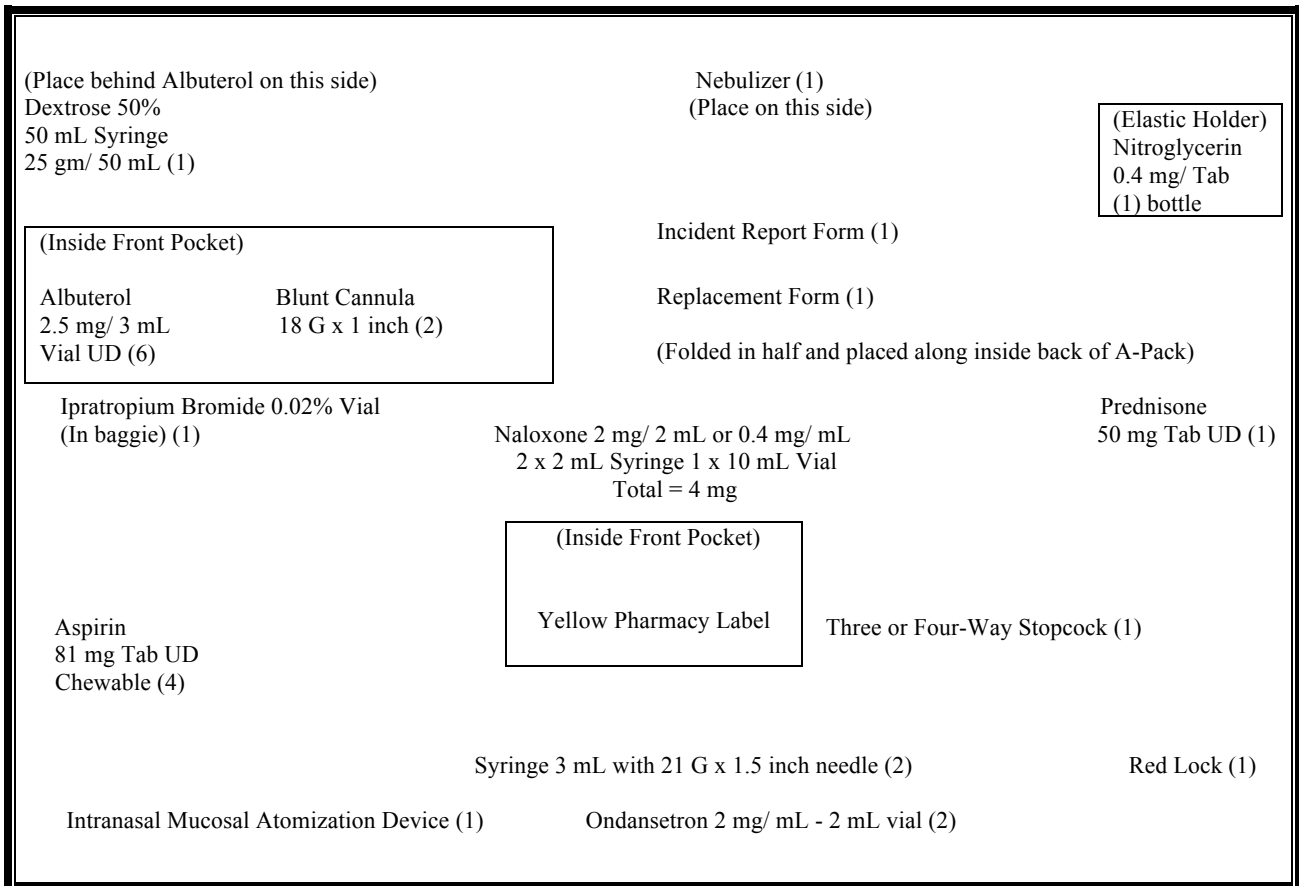 (Place behind Albuterol on this side)
Dextrose 50%
50 mL Syringe
25 gm/ 50 mL (1)
Nebulizer (1)
(Place on this side)
(Elastic Holder)
Nitroglycerin
0.4 mg/ Tab
(1) bottle
(Inside Front Pocket)
Albuterol
2.5 mg/ 3 mL
Vial UD (6)
Blunt Cannula
18 G x 1 inch (2)
Incident Report Form (1)
Replacement Form (1)
(Folded in half and placed along inside back of A-Pack)
Ipratropium Bromide 0.02% Vial
(In baggie) (1)
Naloxone 2 mg/ 2 mL or 0.4 mg/ mL
2 x 2 mL Syringe 1 x 10 mL Vial
Total = 4 mg
Prednisone
50 mg Tab UD (1)
(Inside Front Pocket)
Yellow Pharmacy Label
Aspirin
81 mg Tab UD
Chewable (4)
Three or Four-Way Stopcock (1)
Syringe 3 mL with 21 G x 1.5 inch needle (2)
Red Lock (1)
Intranasal Mucosal Atomization Device (1)
Ondansetron 2 mg/ mL - 2 mL vial (2)